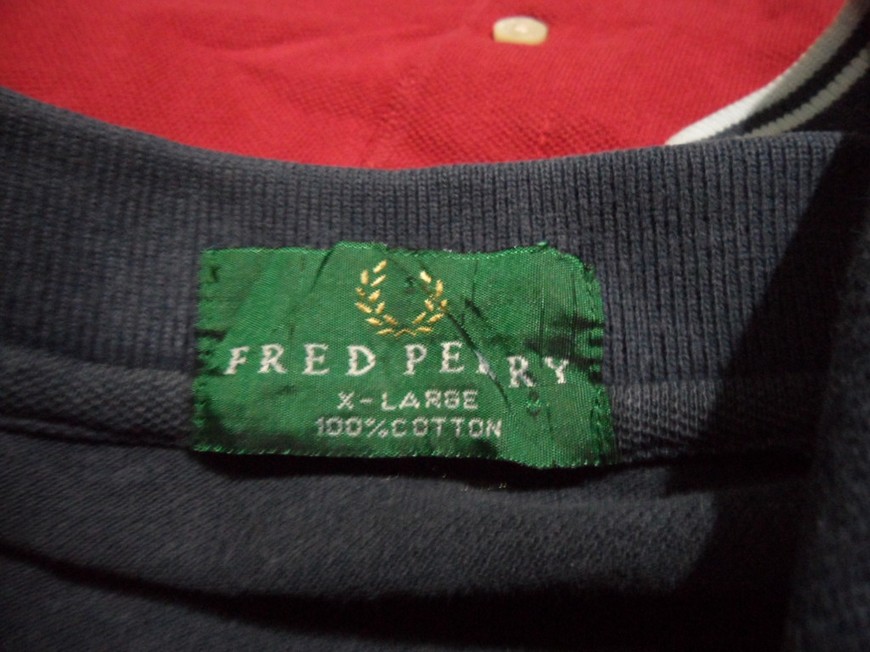 FRED PERRY
X-LARGE
100%COTTON